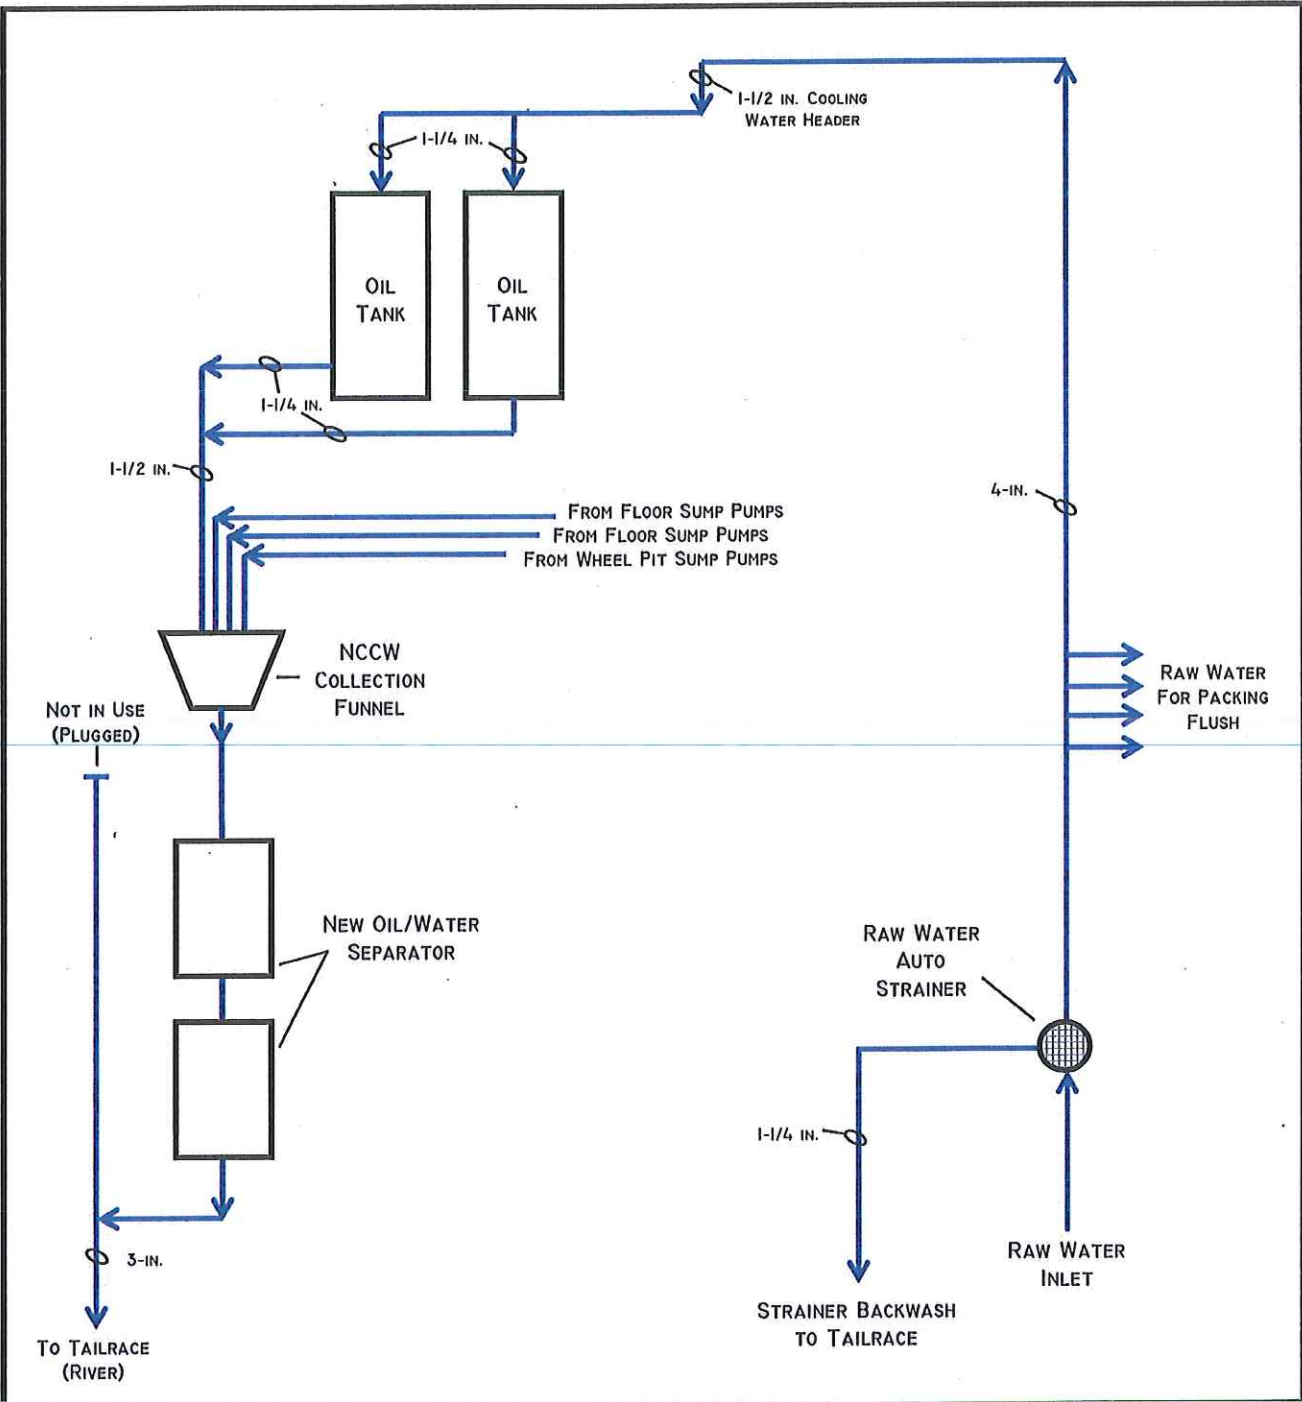 1-1/2 IN. COOLING
WATER HEADER
1-1/4 IN.
OIL
TANK
OIL
TANK
1-1/4 IN.
1-1/2 IN.
4-IN.
FROM FLOOR SUMP PUMPS
FROM FLOOR SUMP PUMPS
FROM WHEEL PIT SUMP PUMPS
NCCW
COLLECTION
FUNNEL
RAW WATER
FOR PACKING
FLUSH
NOT IN USE
(PLUGGED)
NEW OIL/WATER
SEPARATOR
RAW WATER
AUTO
STRAINER
1-1/4 IN.
3-IN.
RAW WATER
INLET
STRAINER BACKWASH
TO TAILRACE
TO TAILRACE
(RIVER)